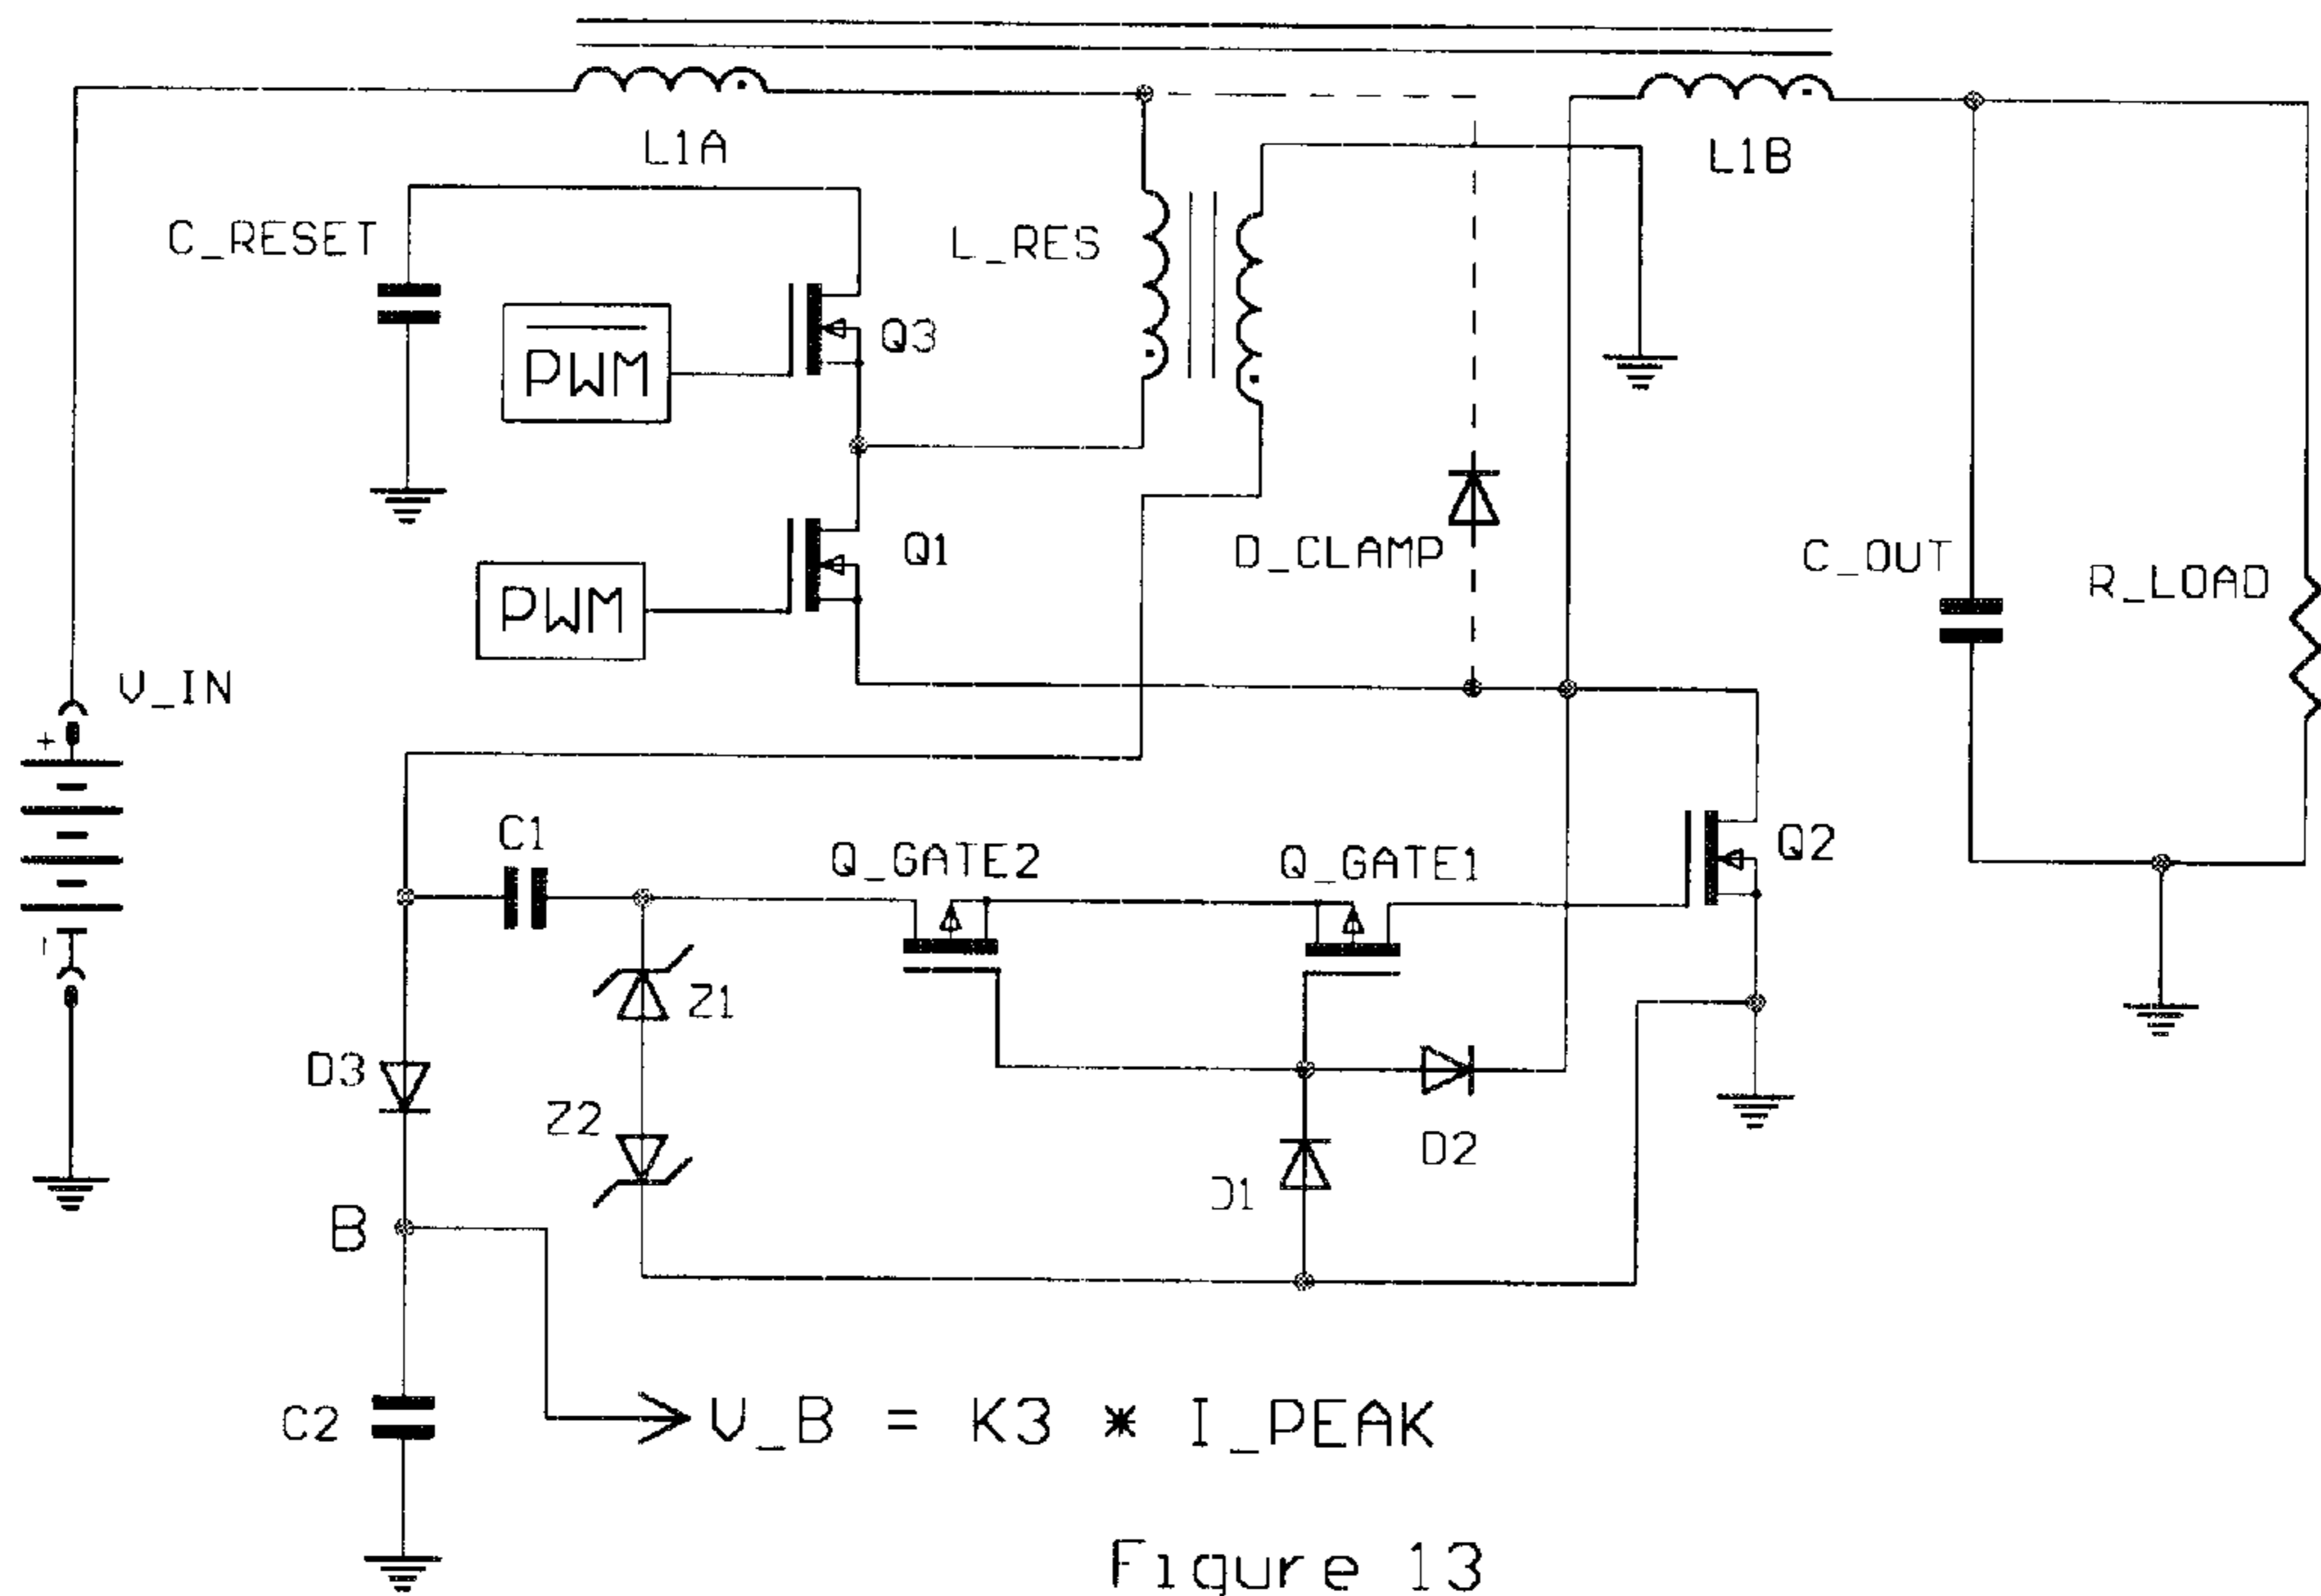 L1A
L1B
C_RESET
L_RES
PWM
Q3
Q1
D_CLAMP
C_OUT
R_LOAD
PWM
V_IN
+
-
C1
Q_GATE2
Q_GATE1
Q2
Z1
D3
Z2
D2
D1
B
C2
V_B = K3 * I_PEAK
Figure 13